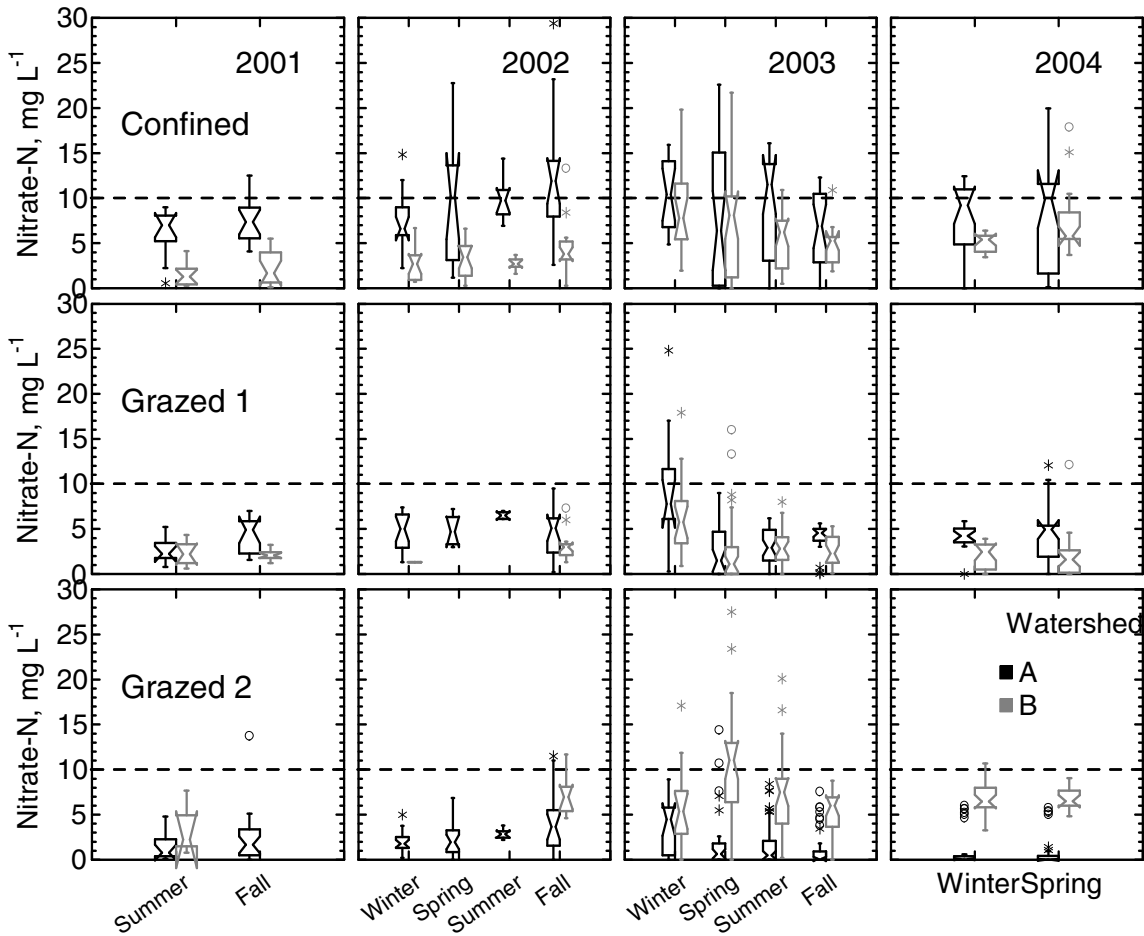 2001 2002 2003 2004
Confined
Nitrate-N, mg L-1
30
25
20
15
10
5
0
Grazed 1
Nitrate-N, mg L-1
30
25
20
15
10
5
0
Grazed 2
Nitrate-N, mg L-1
30
25
20
15
10
5
0
Watershed
A
B
Summer Fall Winter Spring Summer Fall Winter Spring Summer Fall WinterSpring